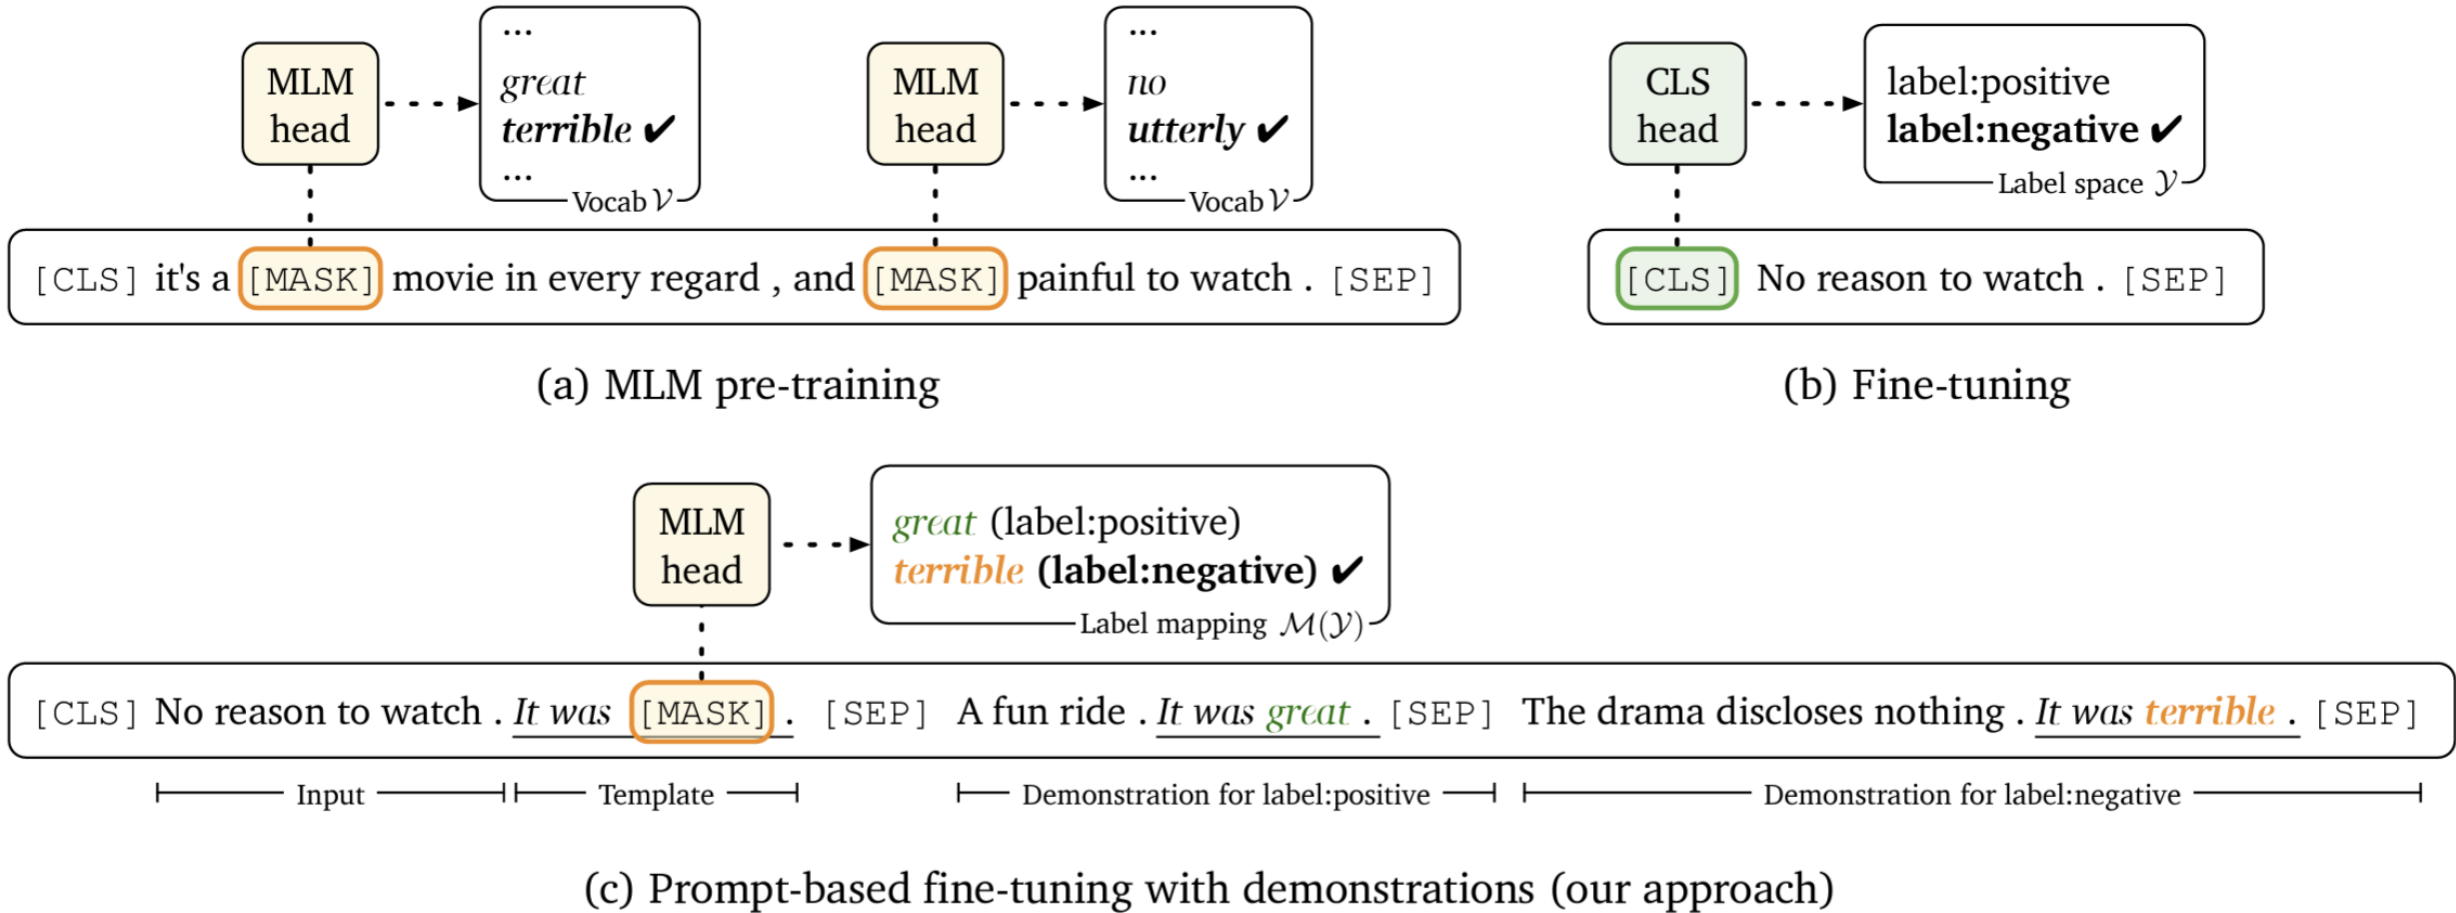 MLM
head
...
great
terrible ✔
...
Vocab 𝒱
MLM
head
...
no
utterly ✔
...
Vocab 𝒱
[CLS] it's a [MASK] movie in every regard , and [MASK] painful to watch . [SEP]
(a) MLM pre-training
CLS
head
label:positive
label:negative ✔
Label space 𝒴
[CLS] No reason to watch . [SEP]
(b) Fine-tuning
MLM
head
great (label:positive)
terrible (label:negative) ✔
Label mapping ℳ(𝒴)
[CLS] No reason to watch . It was [MASK] . [SEP] A fun ride . It was great . [SEP] The drama discloses nothing . It was terrible . [SEP]
Input Template Demonstration for label:positive Demonstration for label:negative
(c) Prompt-based fine-tuning with demonstrations (our approach)